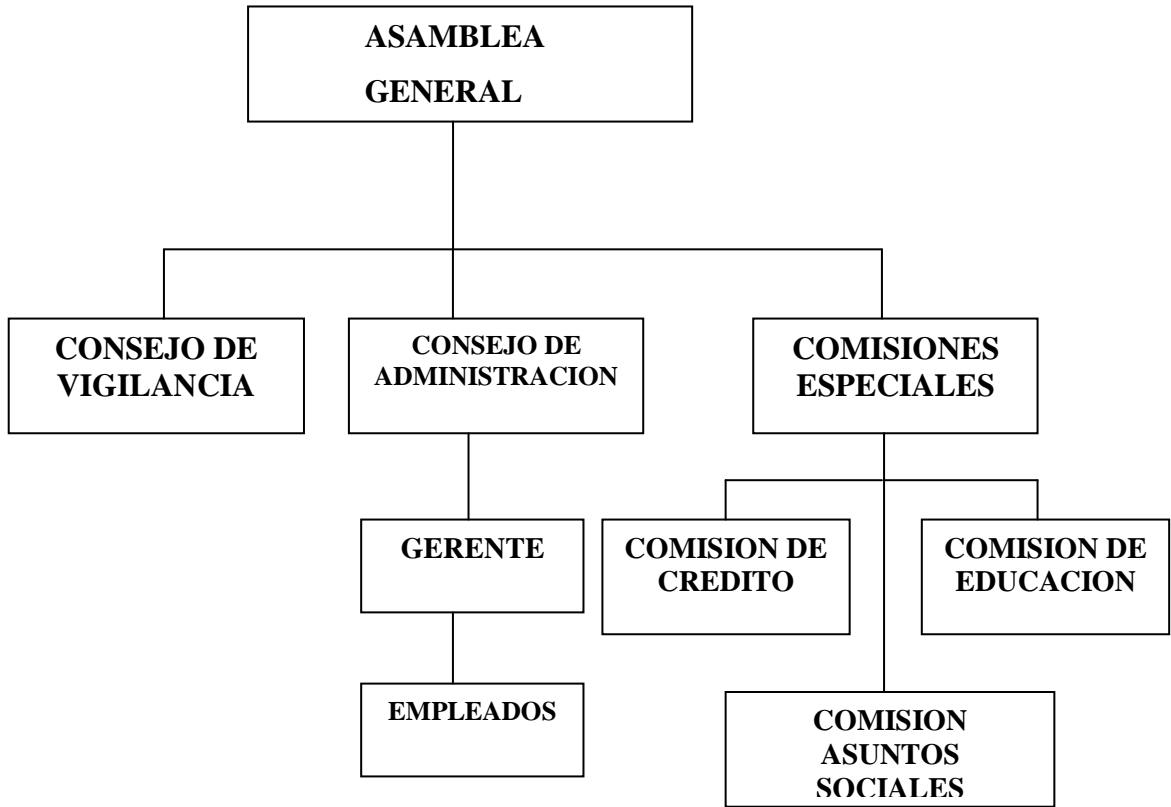 ASAMBLEA
GENERAL
CONSEJO DE
VIGILANCIA
CONSEJO DE
ADMINISTRACION
COMISIONES
ESPECIALES
GERENTE
COMISION DE
CREDITO
COMISION DE
EDUCACION
EMPLEADOS
COMISION
ASUNTOS
SOCIALES